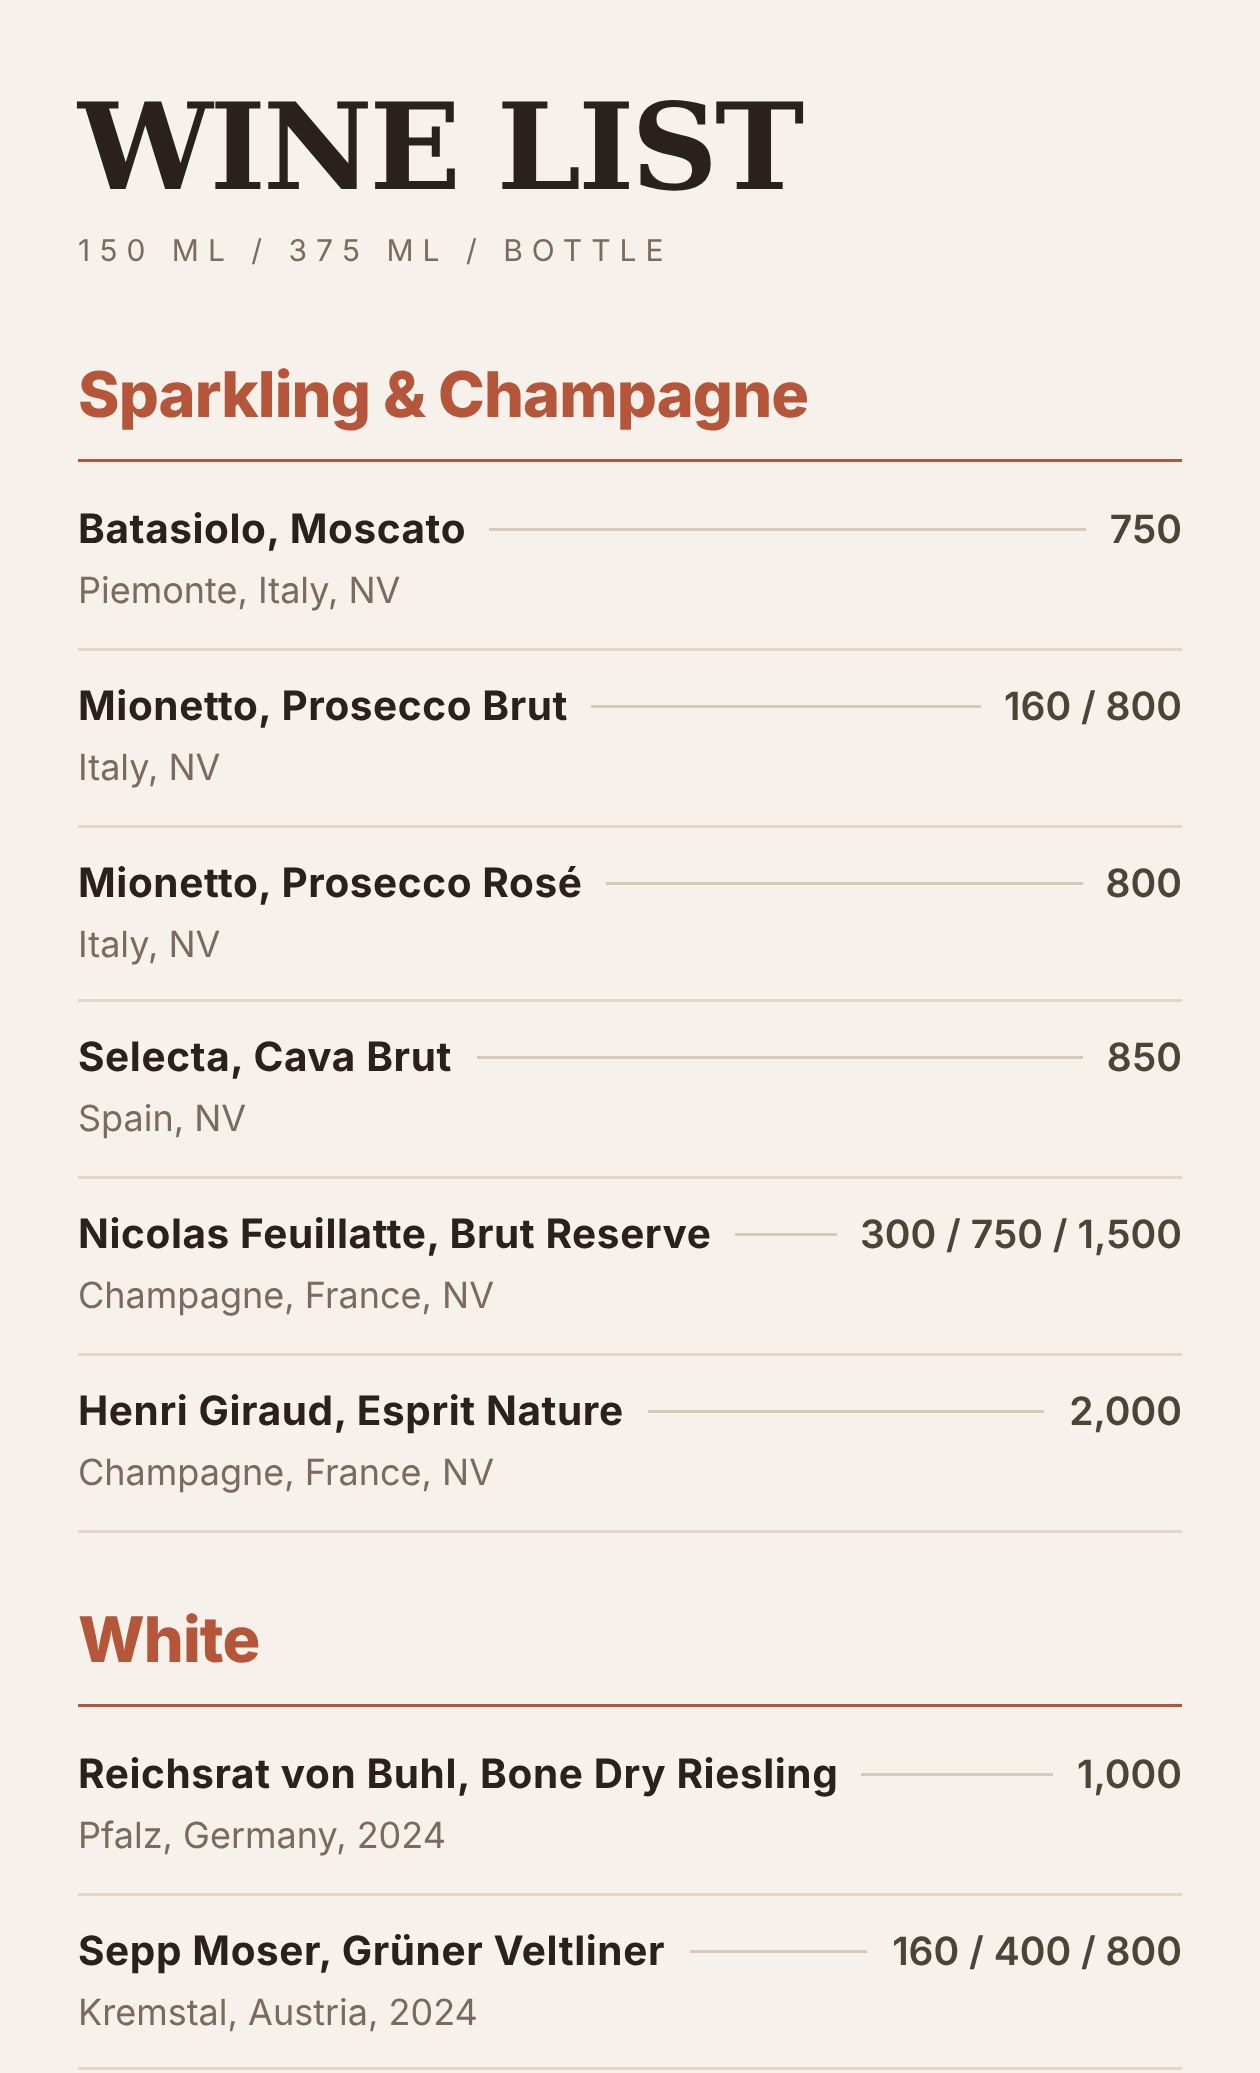 WINE LIST
150 ML / 375 ML / BOTTLE
Sparkling & Champagne
Batasiolo, Moscato 750
Piemonte, Italy, NV
Mionetto, Prosecco Brut 160 / 800
Italy, NV
Mionetto, Prosecco Rosé 800
Italy, NV
Selecta, Cava Brut 850
Spain, NV
Nicolas Feuillatte, Brut Reserve 300 / 750 / 1,500
Champagne, France, NV
Henri Giraud, Esprit Nature 2,000
Champagne, France, NV
White
Reichsrat von Buhl, Bone Dry Riesling 1,000
Pfalz, Germany, 2024
Sepp Moser, Grüner Veltliner 160 / 400 / 800
Kremstal, Austria, 2024